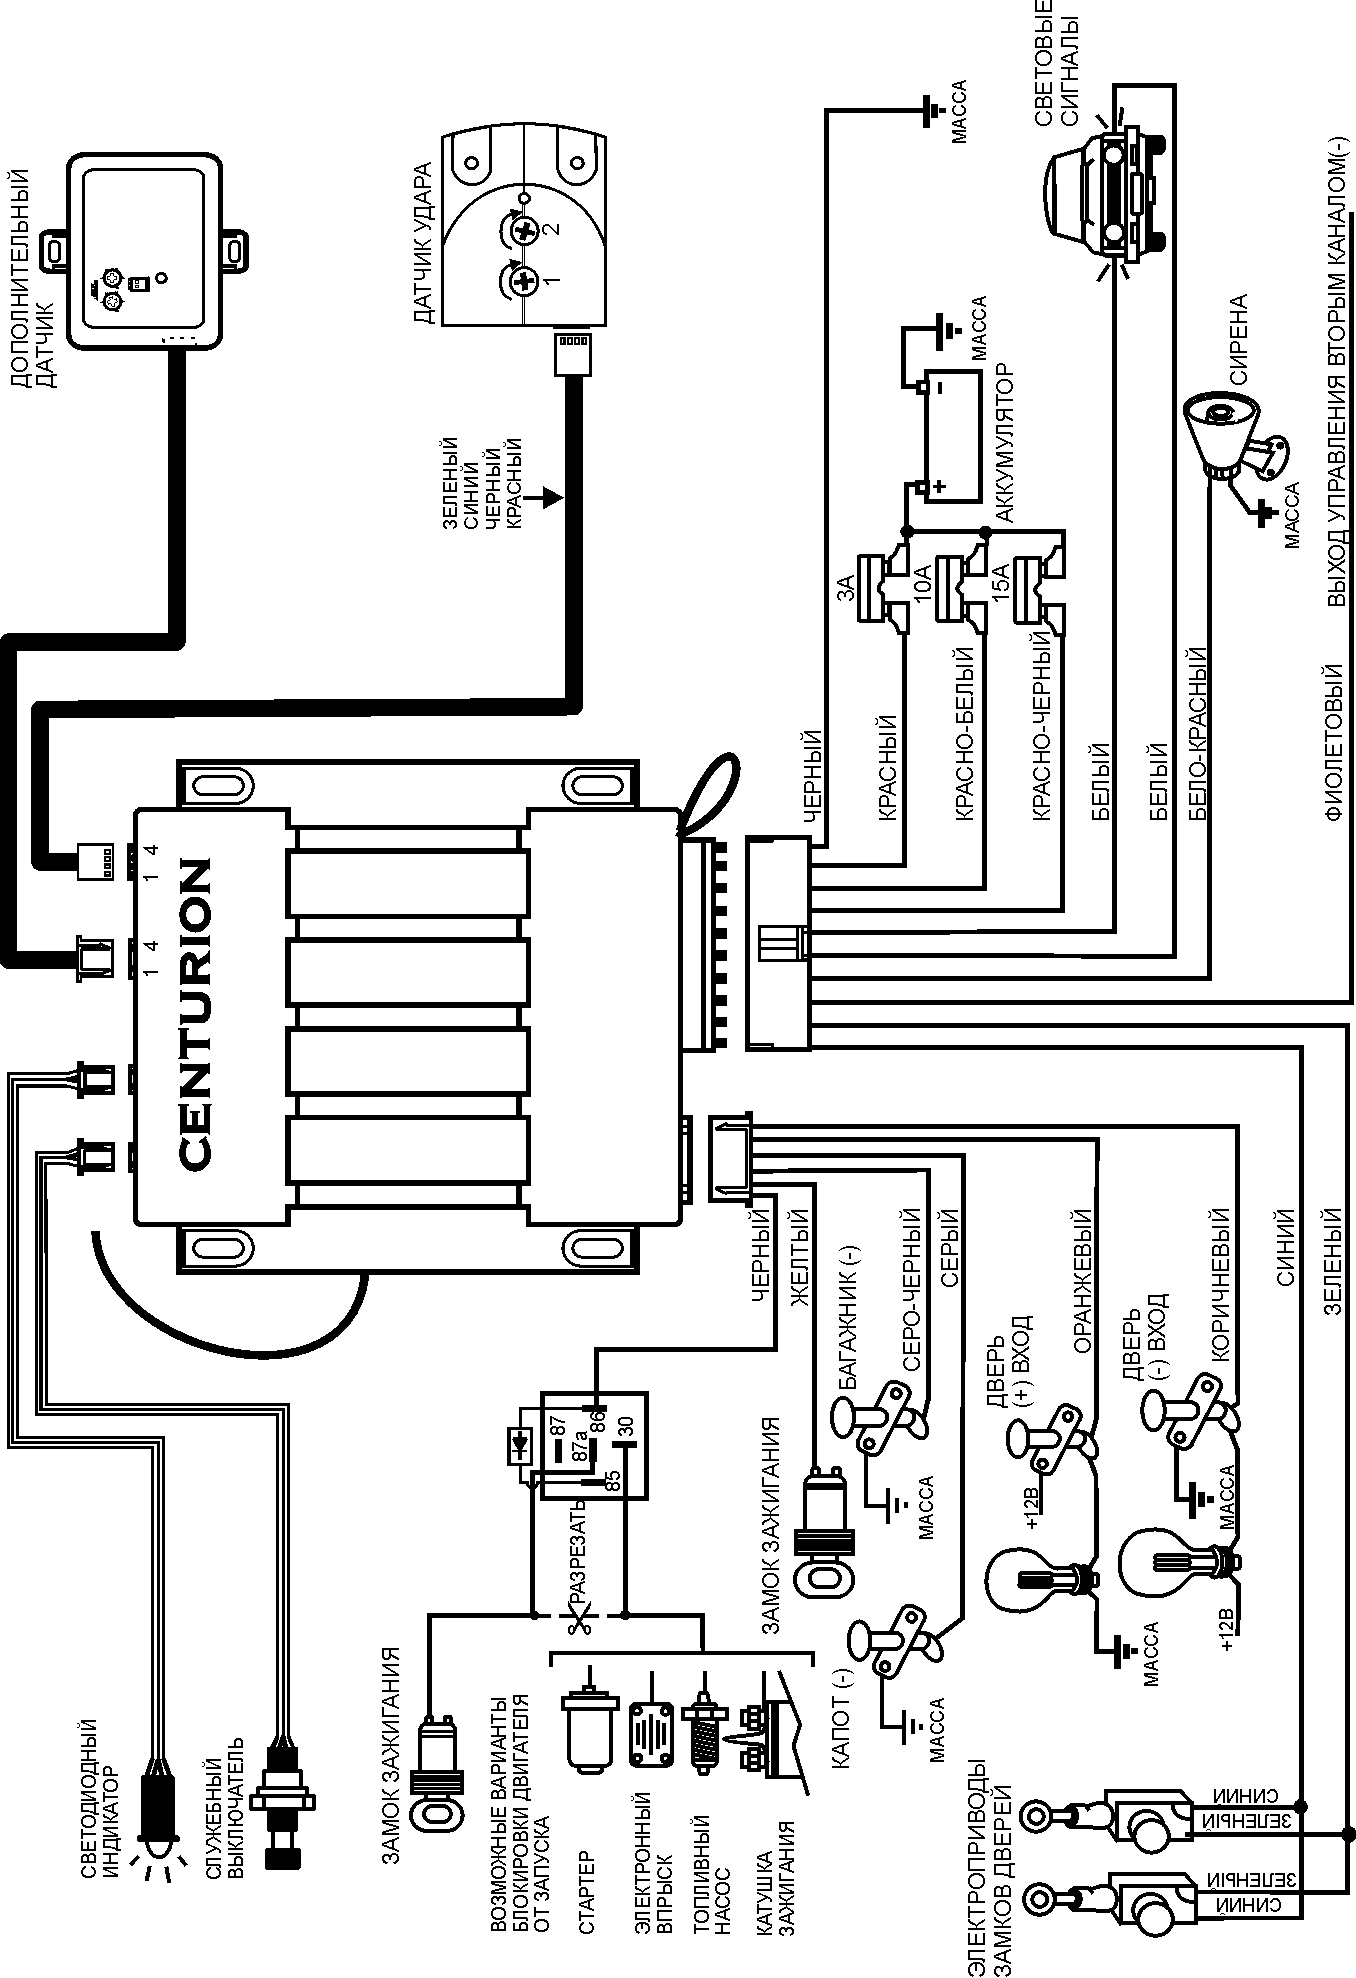 ДОПОЛНИТЕЛЬНЫЙ
ДАТЧИК
ДАТЧИК УДАРА
1
2
ЗЕЛЕНЫЙ
СИНИЙ
ЧЕРНЫЙ
КРАСНЫЙ
МАССА
СВЕТОВЫЕ
СИГНАЛЫ
МАССА
-
+
АККУМУЛЯТОР
3А
10А
15А
СИРЕНА
МАССА
ВЫХОД УПРАВЛЕНИЯ ВТОРЫМ КАНАЛОМ(-)
ЧЕРНЫЙ
КРАСНЫЙ
КРАСНО-БЕЛЫЙ
КРАСНО-ЧЕРНЫЙ
БЕЛЫЙ
БЕЛЫЙ
БЕЛО-КРАСНЫЙ
ФИОЛЕТОВЫЙ
1 4
1 4
CENTURION
ЧЕРНЫЙ
ЖЕЛТЫЙ
СЕРО-ЧЕРНЫЙ
СЕРЫЙ
ОРАНЖЕВЫЙ
КОРИЧНЕВЫЙ
СИНИЙ
ЗЕЛЕНЫЙ
87
87а
86
85
30
РАЗРЕЗАТЬ
ЗАМОК ЗАЖИГАНИЯ
БАГАЖНИК (-)
МАССА
ДВЕРЬ
(+) ВХОД
+12В
МАССА
ДВЕРЬ
(-) ВХОД
МАССА
+12В
КАПОТ (-)
МАССА
СВЕТОДИОДНЫЙ
ИНДИКАТОР
СЛУЖЕБНЫЙ
ВЫКЛЮЧАТЕЛЬ
ЗАМОК ЗАЖИГАНИЯ
ВОЗМОЖНЫЕ ВАРИАНТЫ
БЛОКИРОВКИ ДВИГАТЕЛЯ
ОТ ЗАПУСКА
СТАРТЕР
ЭЛЕКТРОННЫЙ
ВПРЫСК
ТОПЛИВНЫЙ
НАСОС
КАТУШКА
ЗАЖИГАНИЯ
ЭЛЕКТРОПРИВОДЫ
ЗАМКОВ ДВЕРЕЙ
СИНИЙ
ЗЕЛЕНЫЙ
ЗЕЛЕНЫЙ
СИНИЙ